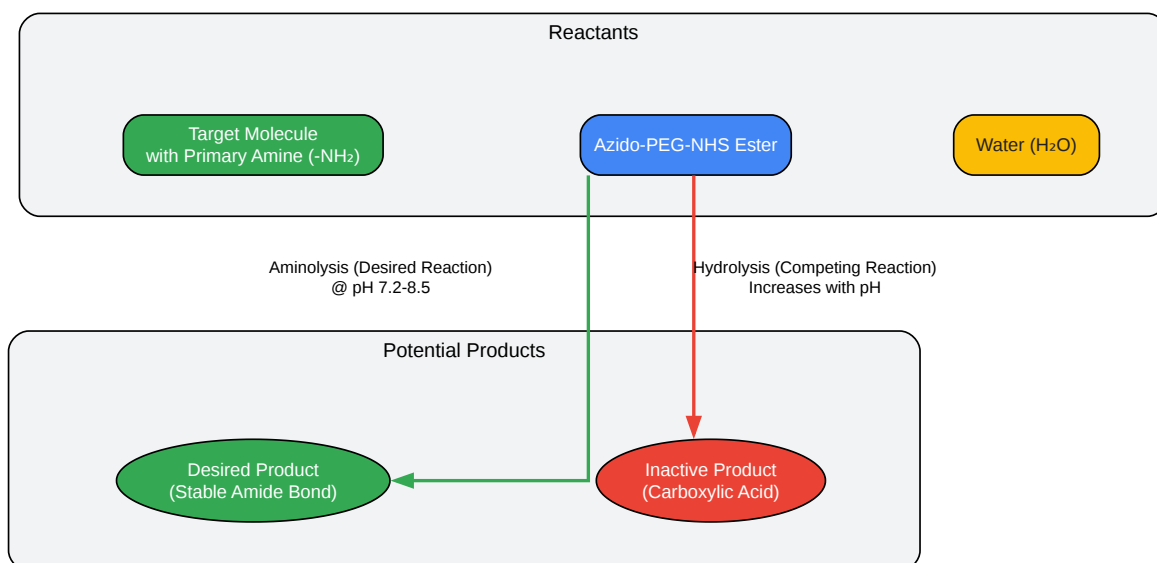 Reactants
Target Molecule
with Primary Amine (-NH₂)
Azido-PEG-NHS Ester
Water (H₂O)
Aminolysis (Desired Reaction)
@ pH 7.2-8.5
Hydrolysis (Competing Reaction)
Increases with pH
Potential Products
Desired Product
(Stable Amide Bond)
Inactive Product
(Carboxylic Acid)